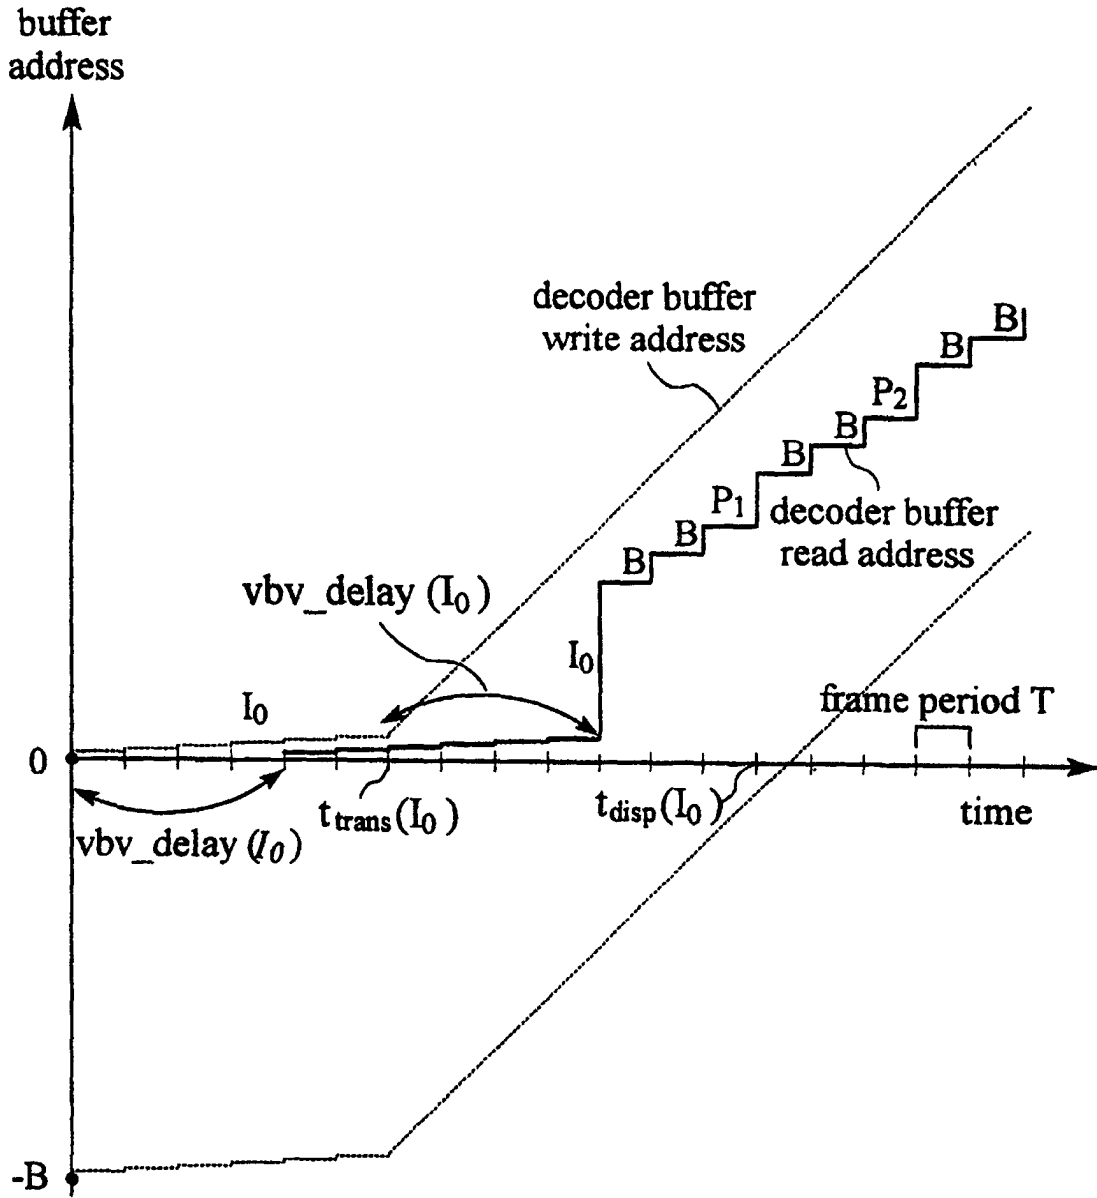 buffer
address
decoder buffer
write address
B
B
P2
B
B
P1
decoder buffer
read address
B
B
vbv_delay (I0)
I0
I0
frame period T
0
ttrans(I0)
tdisp(I0)
time
vbv_delay (I0)
-B